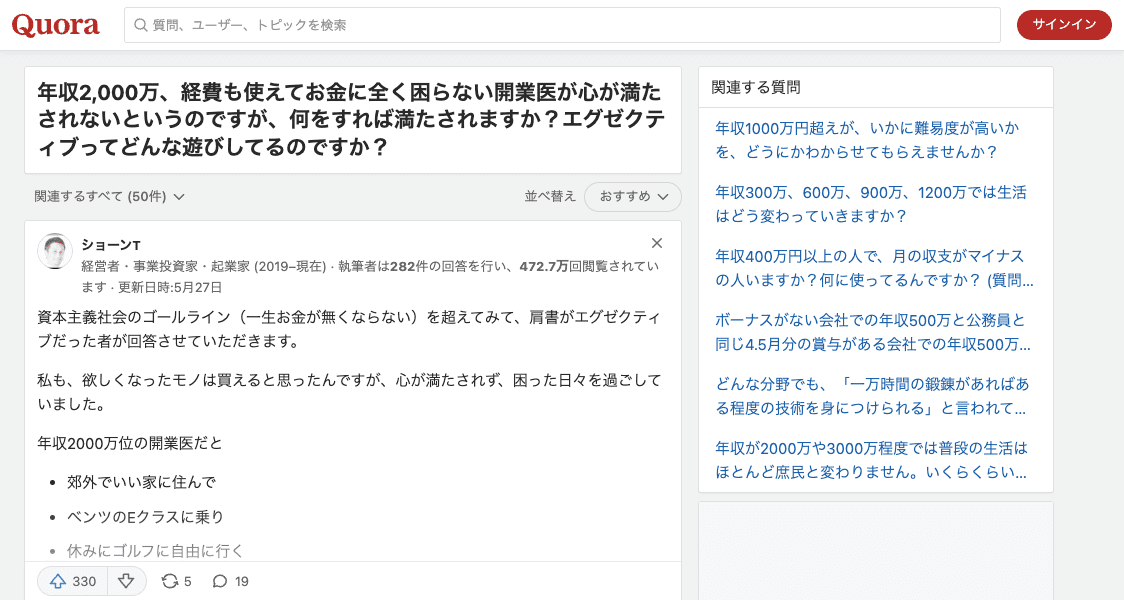 Quora
質問、ユーザー、トピックを検索
サインイン
年収2,000万、経費も使えてお金に全く困らない開業医が心が満た
されないというのですが、何をすれば満たされますか？エグゼクテ
ィブってどんな遊びしてるのですか？
関連するすべて (50件)
並べ替え
おすすめ
ショーンT
経営者・事業投資家・起業家 (2019–現在) · 執筆者は282件の回答を行い、472.7万回閲覧されてい
ます · 更新日時:5月27日
資本主義社会のゴールライン（一生お金が無くならない）を超えてみて、肩書がエグゼクティ
ブだった者が回答させていただきます。
私も、欲しくなったモノは買えると思ったんですが、心が満たされず、困った日々を過ごして
いました。
年収2000万位の開業医だと
• 郊外でいい家に住んで
• ベンツのEクラスに乗り
• 休みにゴルフに自由に行く
330
5
19
関連する質問
年収1000万円超えが、いかに難易度が高いか
を、どうにかわからせてもらえませんか？
年収300万、600万、900万、1200万では生活
はどう変わっていきますか？
年収400万円以上の人で、月の収支がマイナス
の人いますか？何に使ってるんですか？ (質問...
ボーナスがない会社での年収500万と公務員と
同じ4.5月分の賞与がある会社での年収500万...
どんな分野でも、「一万時間の鍛錬があればあ
る程度の技術を身につけられる」と言われて...
年収が2000万や3000万程度では普段の生活は
ほとんど庶民と変わりません。いくらくらい...